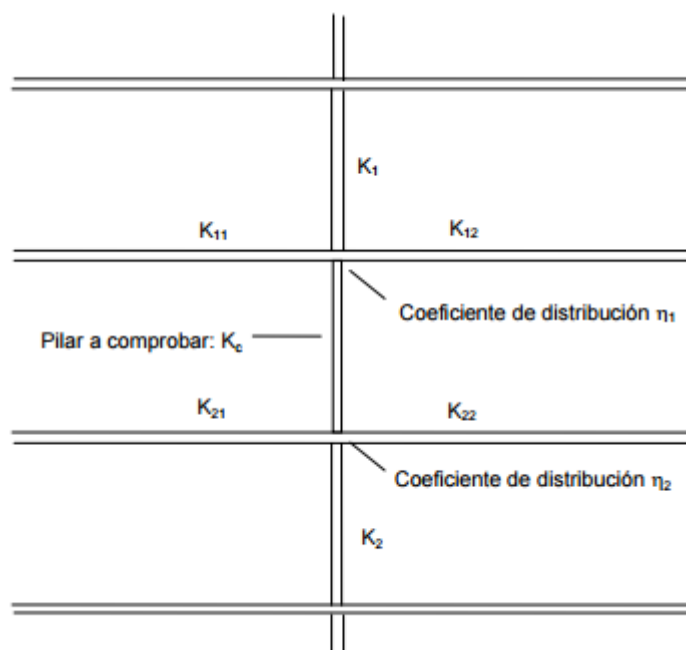 K₁
K₁₁ K₁₂
Coeficiente de distribución η₁
Pilar a comprobar: K꜀
K₂₁ K₂₂
Coeficiente de distribución η₂
K₂